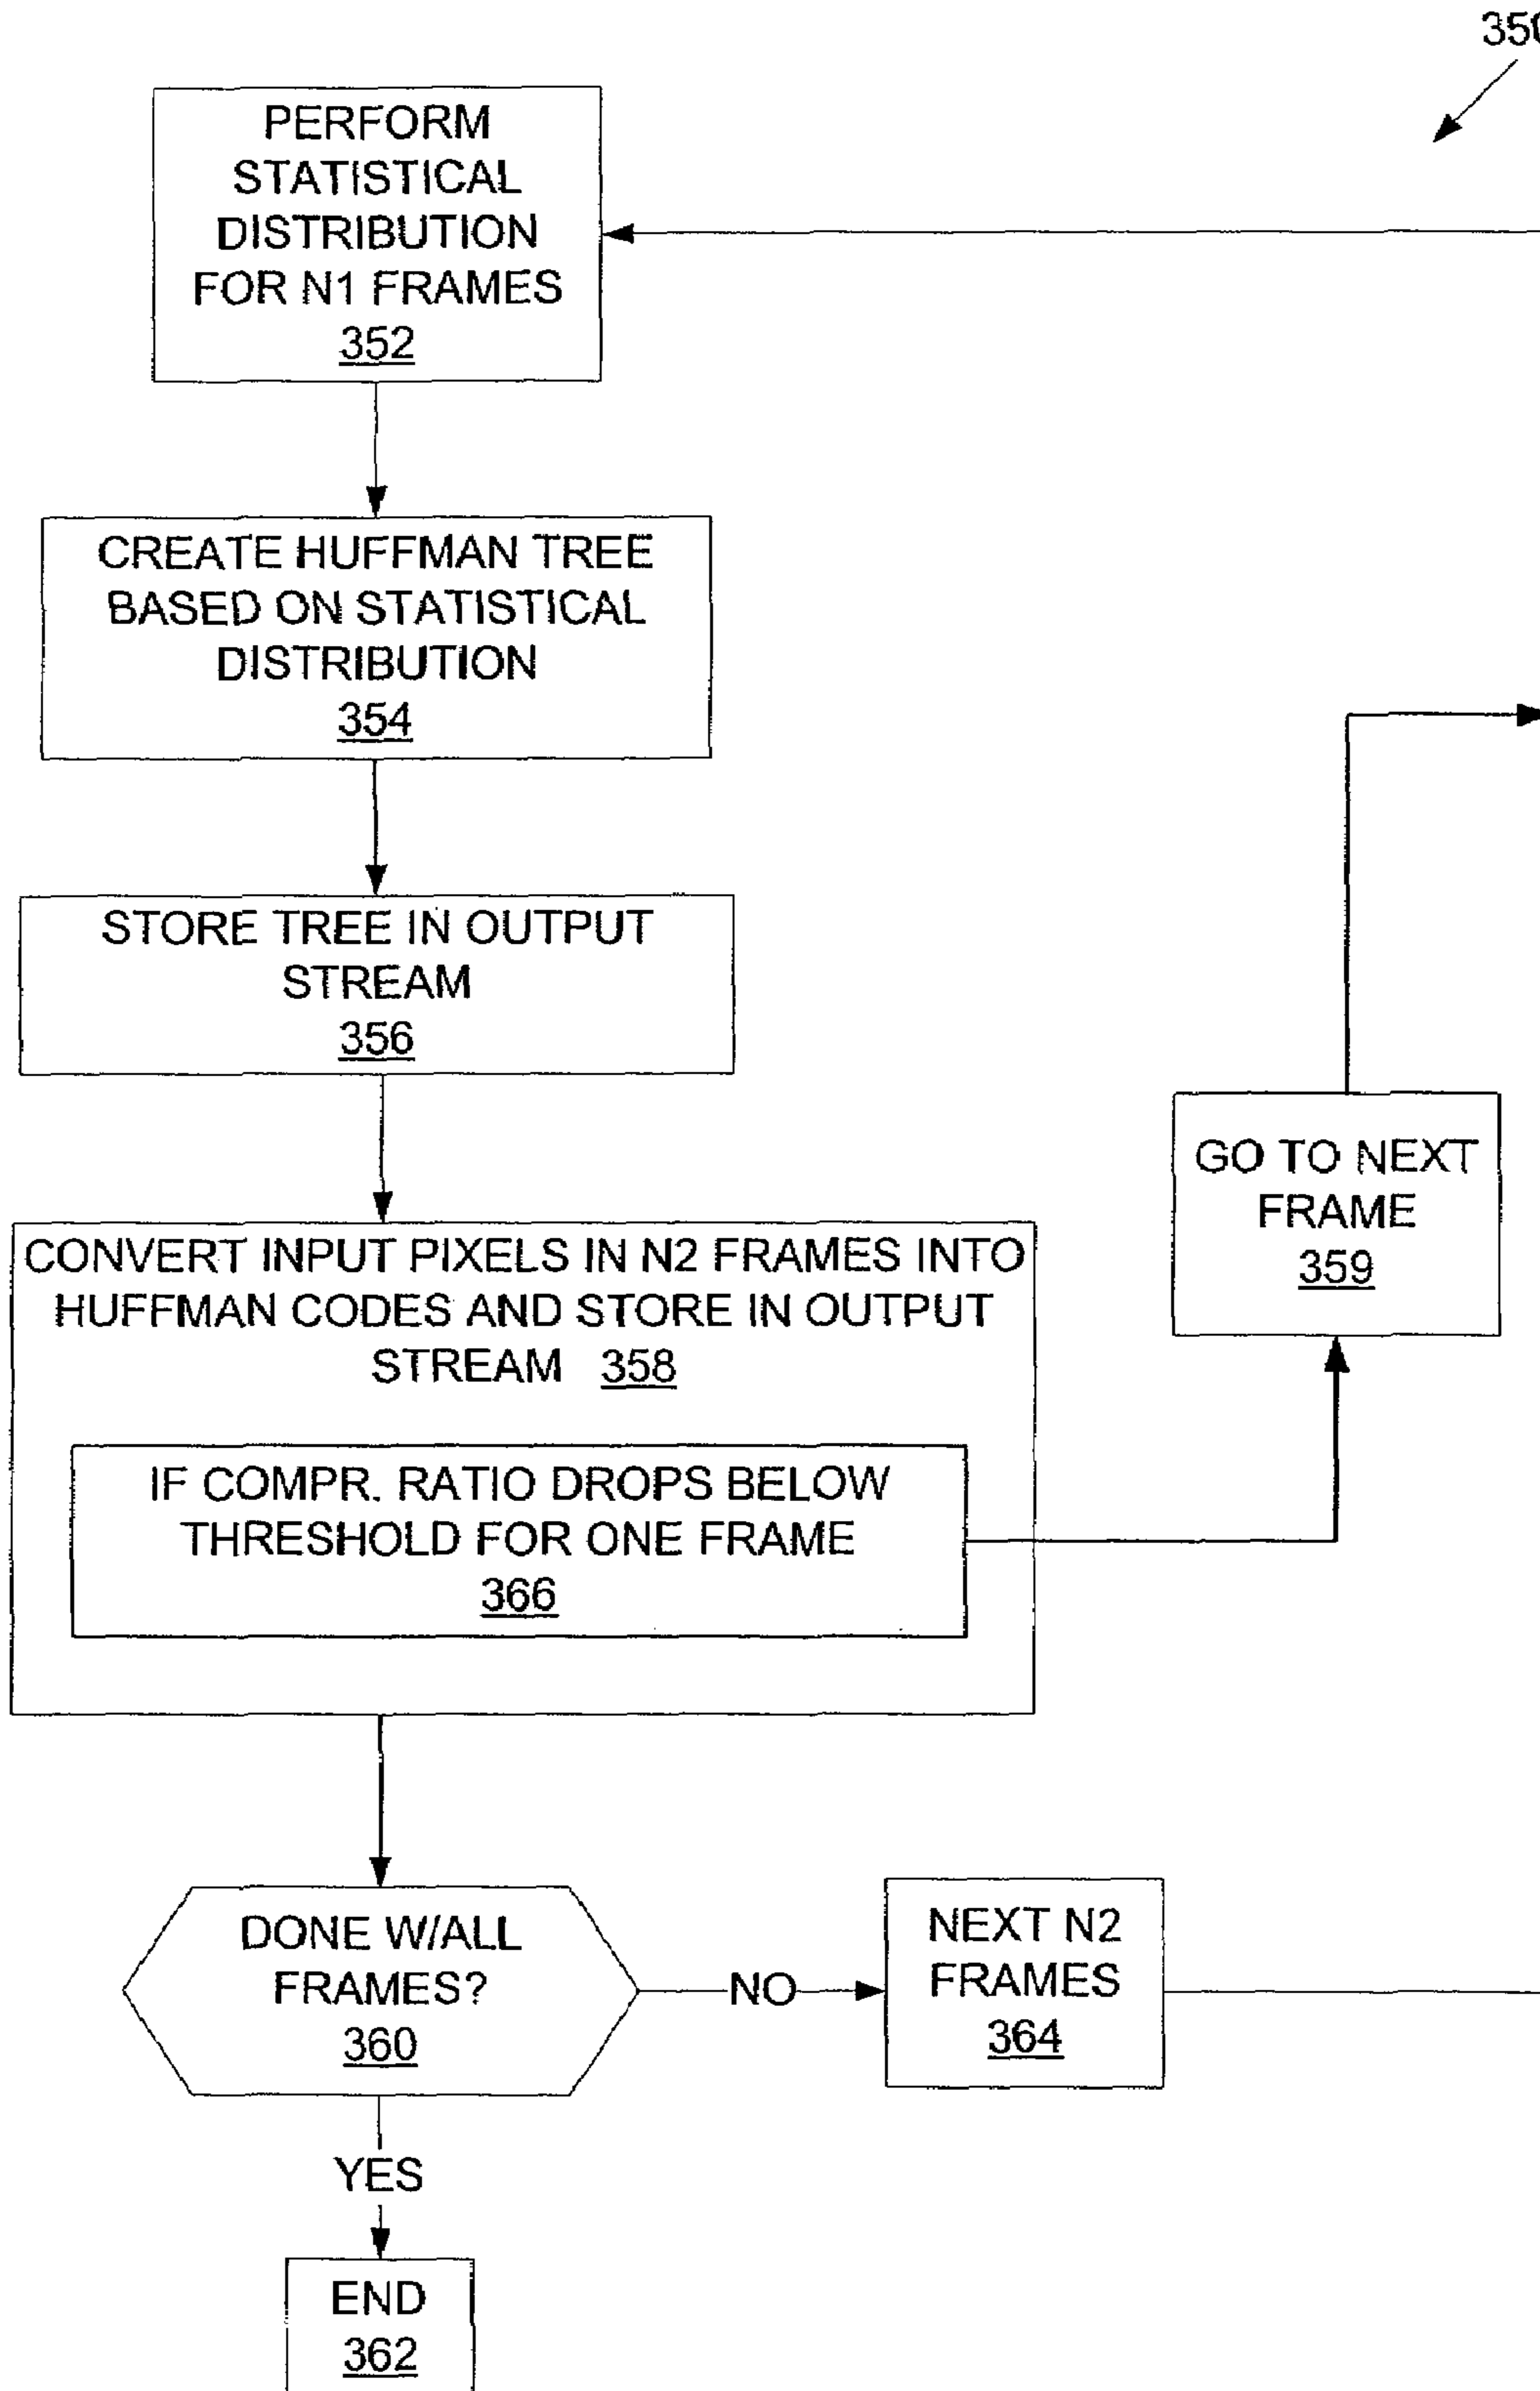 350
PERFORM
STATISTICAL
DISTRIBUTION
FOR N1 FRAMES
352
CREATE HUFFMAN TREE
BASED ON STATISTICAL
DISTRIBUTION
354
STORE TREE IN OUTPUT
STREAM
356
GO TO NEXT
FRAME
359
CONVERT INPUT PIXELS IN N2 FRAMES INTO
HUFFMAN CODES AND STORE IN OUTPUT
STREAM 358
IF COMPR. RATIO DROPS BELOW
THRESHOLD FOR ONE FRAME
366
DONE W/ALL
FRAMES?
360
NO
NEXT N2
FRAMES
364
YES
END
362